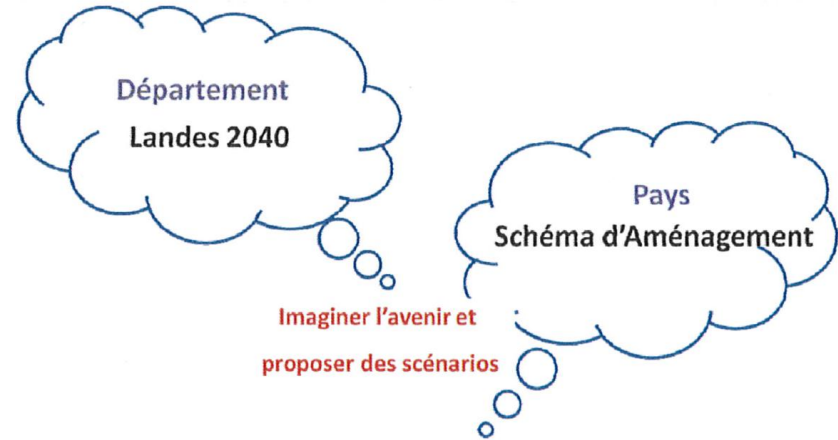 Département
Landes 2040
Pays
Schéma d'Aménagement
Imaginer l'avenir et
proposer des scénarios